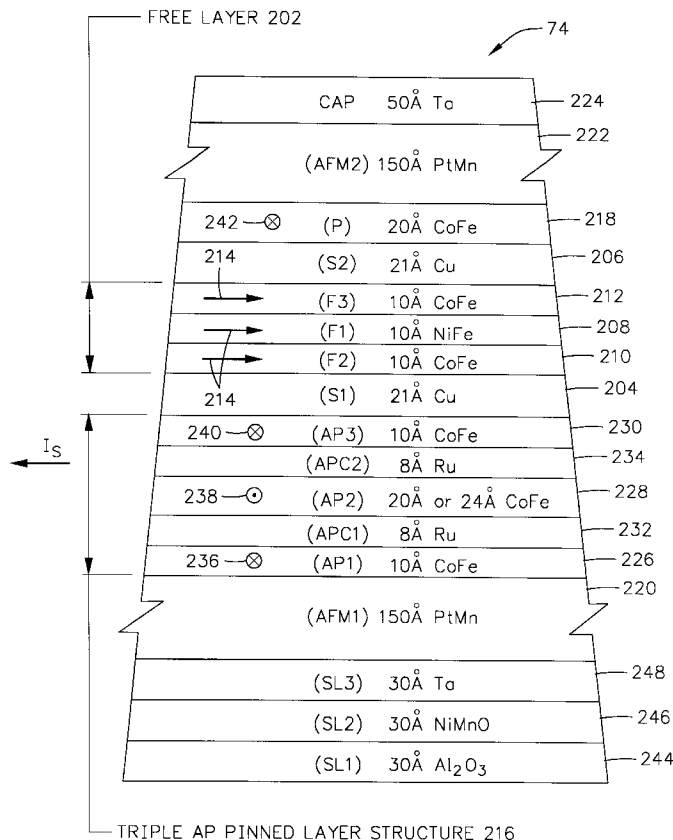 FREE LAYER 202
74
CAP 50Å Ta 224
222
(AFM2) 150Å PtMn
242 (P) 20Å CoFe 218
214 (S2) 21Å Cu 206
(F3) 10Å CoFe 212
(F1) 10Å NiFe 208
(F2) 10Å CoFe 210
214 (S1) 21Å Cu 204
240 (AP3) 10Å CoFe 230
IS (APC2) 8Å Ru 234
238 (AP2) 20Å or 24Å CoFe 228
(APC1) 8Å Ru 232
236 (AP1) 10Å CoFe 226
220
(AFM1) 150Å PtMn
(SL3) 30Å Ta 248
(SL2) 30Å NiMnO 246
(SL1) 30Å Al2O3 244
TRIPLE AP PINNED LAYER STRUCTURE 216